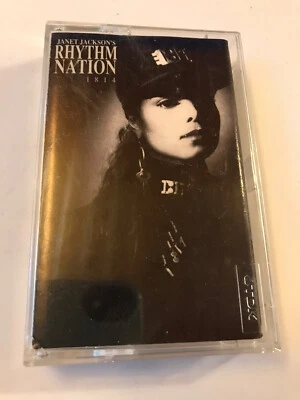 JANET JACKSON'S
RHYTHM
NATION
1814